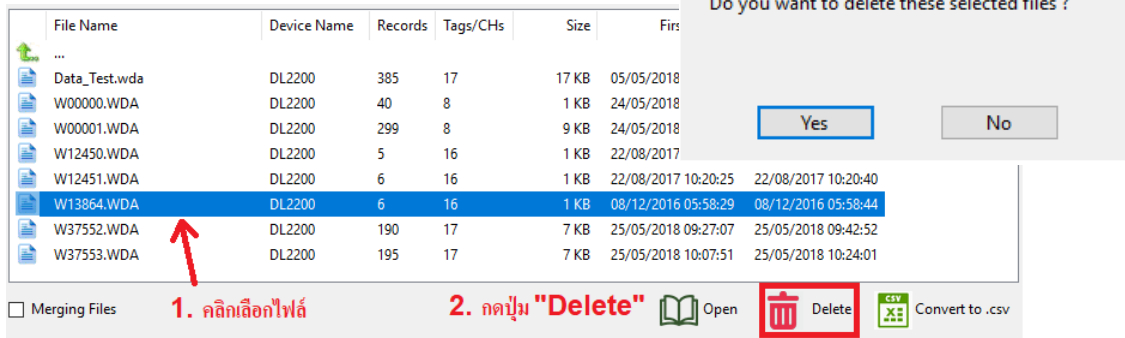 Do you want to delete these selected files ?
Yes No
File Name Device Name Records Tags/CHs Size Firs
...
Data_Test.wda DL2200 385 17 17 KB 05/05/2018
W00000.WDA DL2200 40 8 1 KB 24/05/2018
W00001.WDA DL2200 299 8 9 KB 24/05/2018
W12450.WDA DL2200 5 16 1 KB 22/08/2017
W12451.WDA DL2200 6 16 1 KB 22/08/2017 10:20:25 22/08/2017 10:20:40
W13864.WDA DL2200 6 16 1 KB 08/12/2016 05:58:29 08/12/2016 05:58:44
W37552.WDA DL2200 190 17 7 KB 25/05/2018 09:27:07 25/05/2018 09:42:52
W37553.WDA DL2200 195 17 7 KB 25/05/2018 10:07:51 25/05/2018 10:24:01
Merging Files 1. คลิกเลือกไฟล์ 2. กดปุ่ม "Delete" Open Delete CSV Convert to .csv